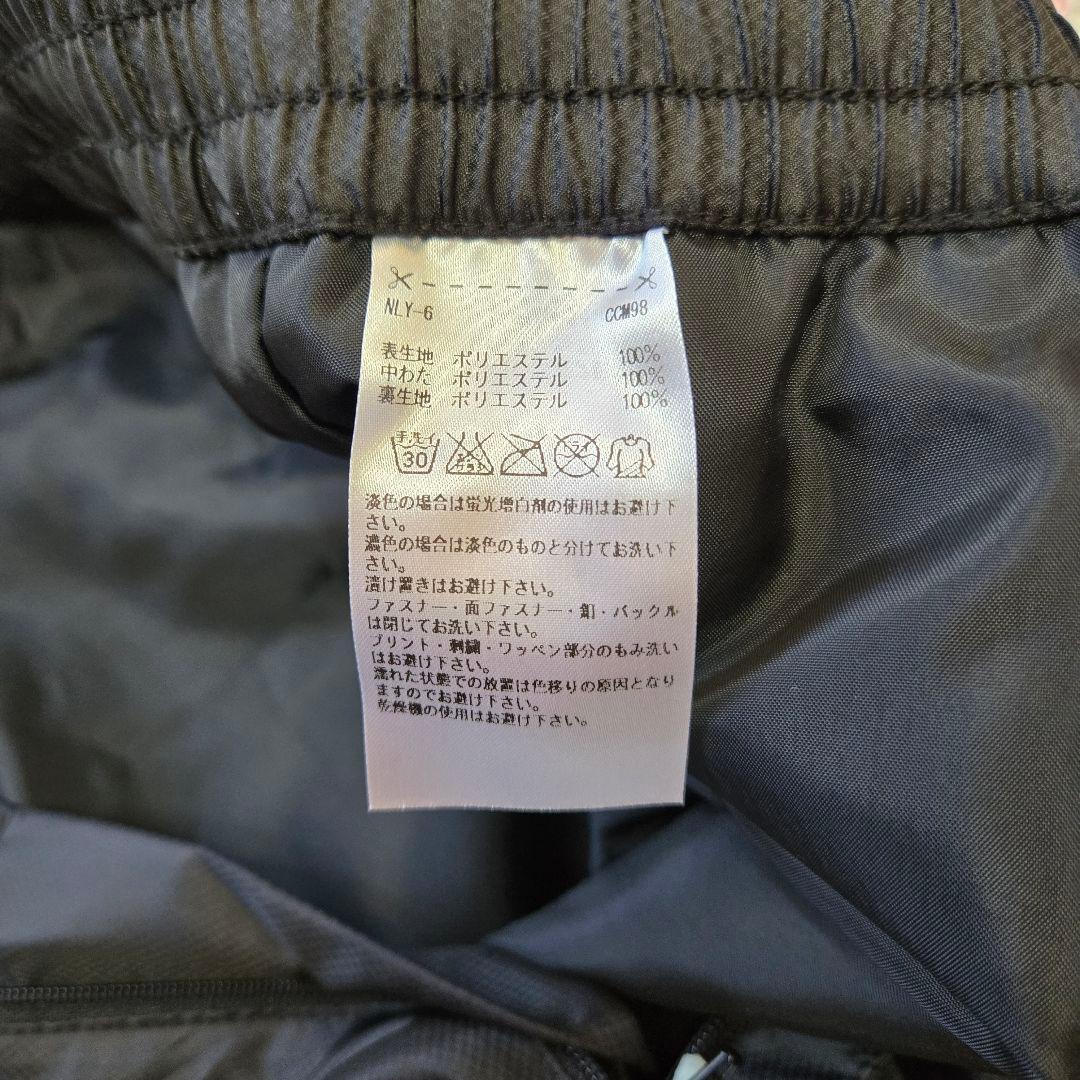 NLY-6 CCM98
表生地 ポリエステル 100%
中わた ポリエステル 100%
裏生地 ポリエステル 100%
手洗イ
30
淡色の場合は蛍光増白剤の使用はお避け下
さい。
濃色の場合は淡色のものと分けてお洗い下
さい。
漬け置きはお避け下さい。
ファスナー・面ファスナー・釦・バックル
は閉じてお洗い下さい。
プリント・刺繍・ワッペン部分のもみ洗い
はお避け下さい。
濡れた状態での放置は色移りの原因となり
ますのでお避け下さい。
乾燥機の使用はお避け下さい。